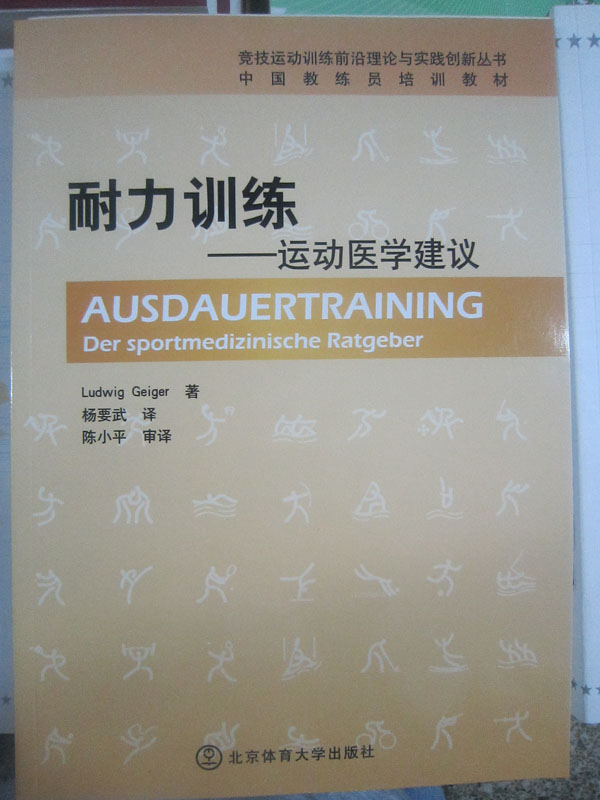 竞技运动训练前沿理论与实践创新丛书
中国教练员培训教材
耐力训练
——运动医学建议
AUSDAUERTRAINING
Der sportmedizinische Ratgeber
Ludwig Geiger 著
杨要武 译
陈小平 审译
北京体育大学出版社